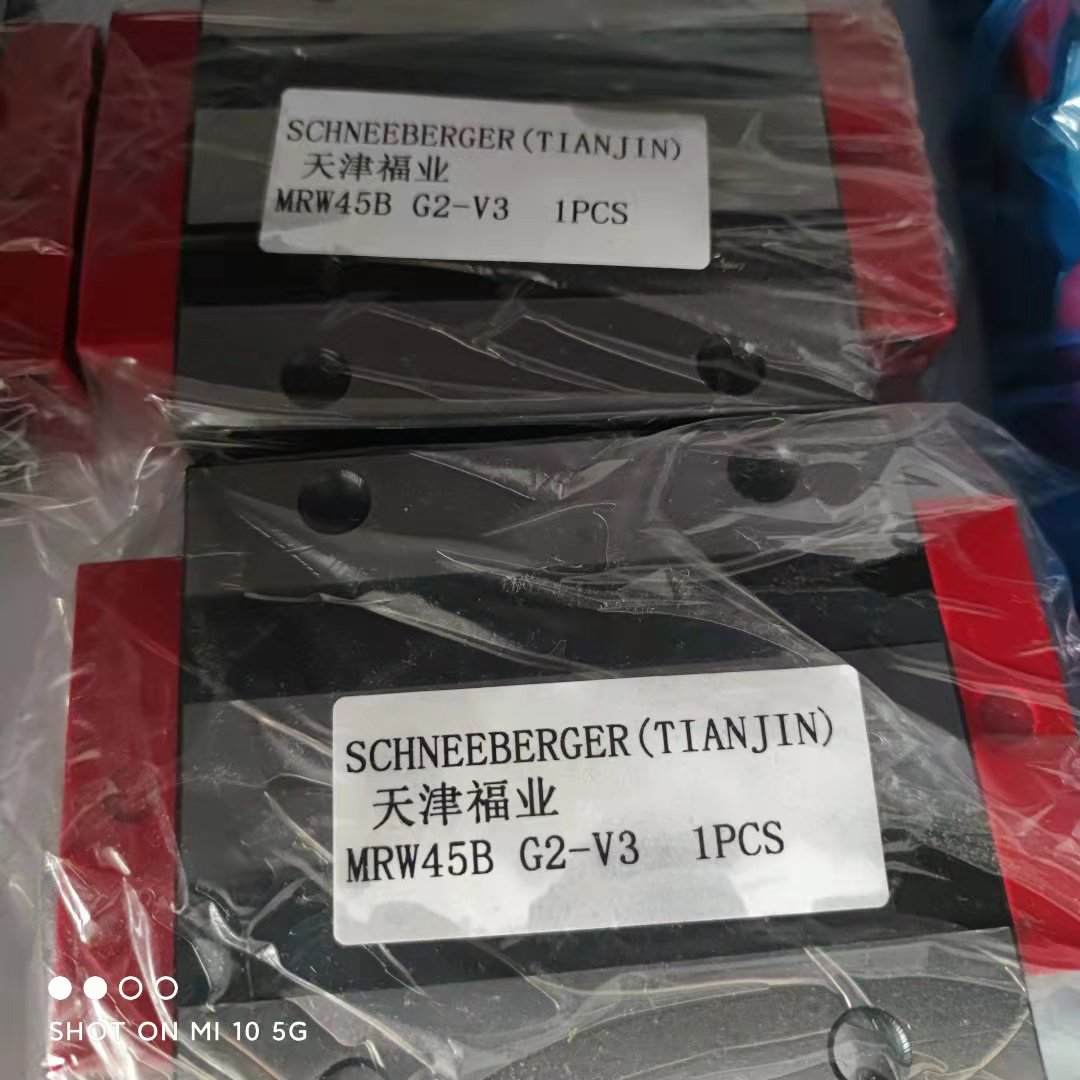 SCHNEEBERGER(TIANJIN)
天津福业
MRW45B G2-V3 1PCS
SCHNEEBERGER(TIANJIN)
天津福业
MRW45B G2-V3 1PCS
SHOT ON MI 10 5G